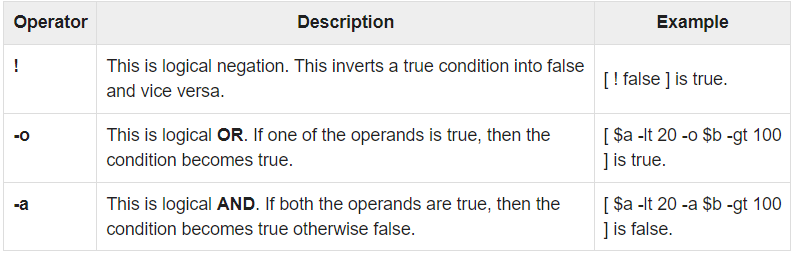 Operator Description Example
! This is logical negation. This inverts a true condition into false and vice versa. [ ! false ] is true.
-o This is logical OR. If one of the operands is true, then the condition becomes true. [ $a -lt 20 -o $b -gt 100 ] is true.
-a This is logical AND. If both the operands are true, then the condition becomes true otherwise false. [ $a -lt 20 -a $b -gt 100 ] is false.